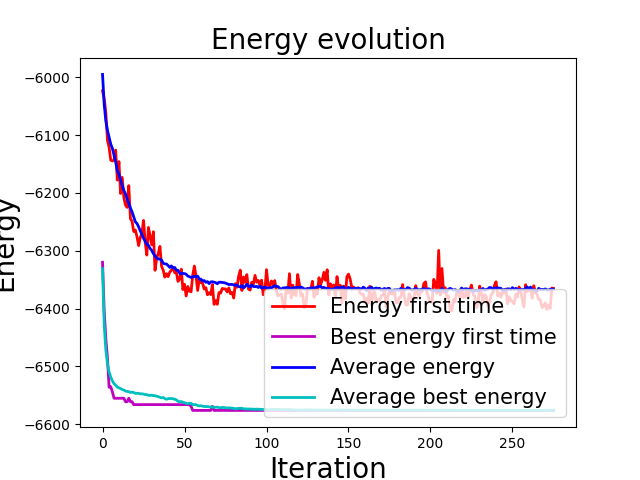 Energy evolution
−6000
−6100
−6200
−6300
−6400
−6500
−6600
Energy
0
50
100
150
200
250
Iteration
Energy first time
Best energy first time
Average energy
Average best energy